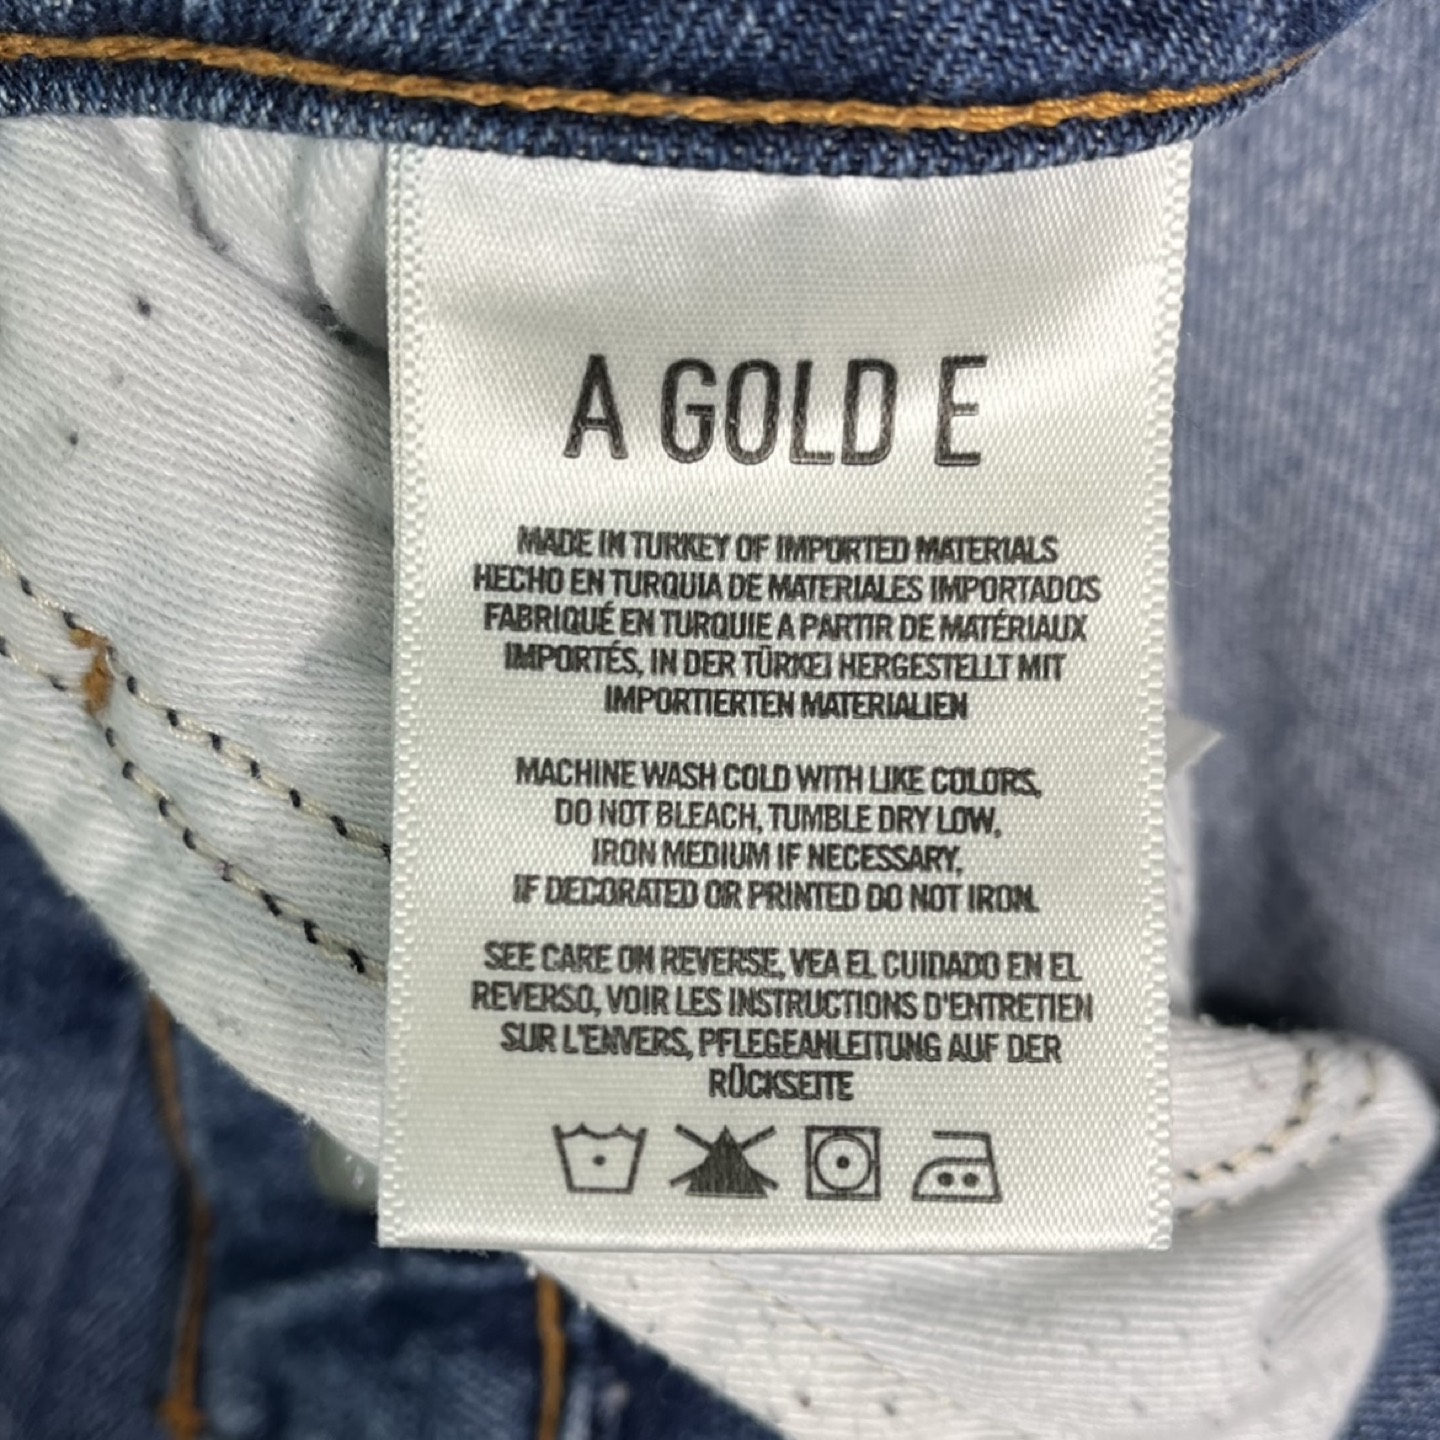 A GOLD E
MADE IN TURKEY OF IMPORTED MATERIALS
HECHO EN TURQUIA DE MATERIALES IMPORTADOS
FABRIQUÉ EN TURQUIE A PARTIR DE MATÉRIAUX
IMPORTÉS, IN DER TÜRKEI HERGESTELLT MIT
IMPORTIERTEN MATERIALIEN
MACHINE WASH COLD WITH LIKE COLORS,
DO NOT BLEACH, TUMBLE DRY LOW,
IRON MEDIUM IF NECESSARY,
IF DECORATED OR PRINTED DO NOT IRON.
SEE CARE ON REVERSE, VEA EL CUIDADO EN EL
REVERSO, VOIR LES INSTRUCTIONS D'ENTRETIEN
SUR L'ENVERS, PFLEGEANLEITUNG AUF DER
RÜCKSEITE